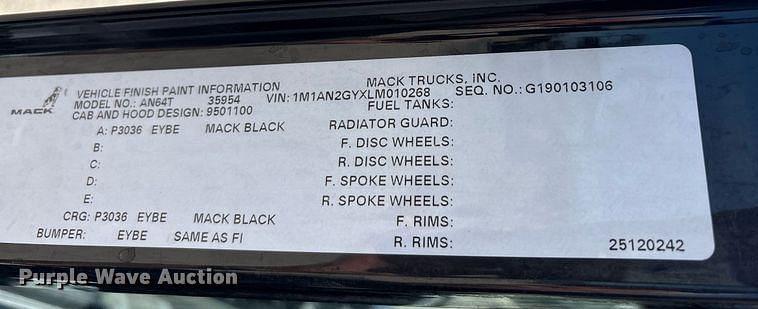 MACK TRUCKS, INC.
VEHICLE FINISH PAINT INFORMATION
MODEL NO.: AN64T 35954 VIN: 1M1AN2GYXLM010268 SEQ. NO.: G190103106
MACK
CAB AND HOOD DESIGN: 9501100 FUEL TANKS:
A: P3036 EYBE MACK BLACK RADIATOR GUARD:
B: F. DISC WHEELS:
C: R. DISC WHEELS:
D: F. SPOKE WHEELS:
E: R. SPOKE WHEELS:
CRG: P3036 EYBE MACK BLACK F. RIMS:
BUMPER: EYBE SAME AS FI R. RIMS:
25120242
Purple Wave Auction